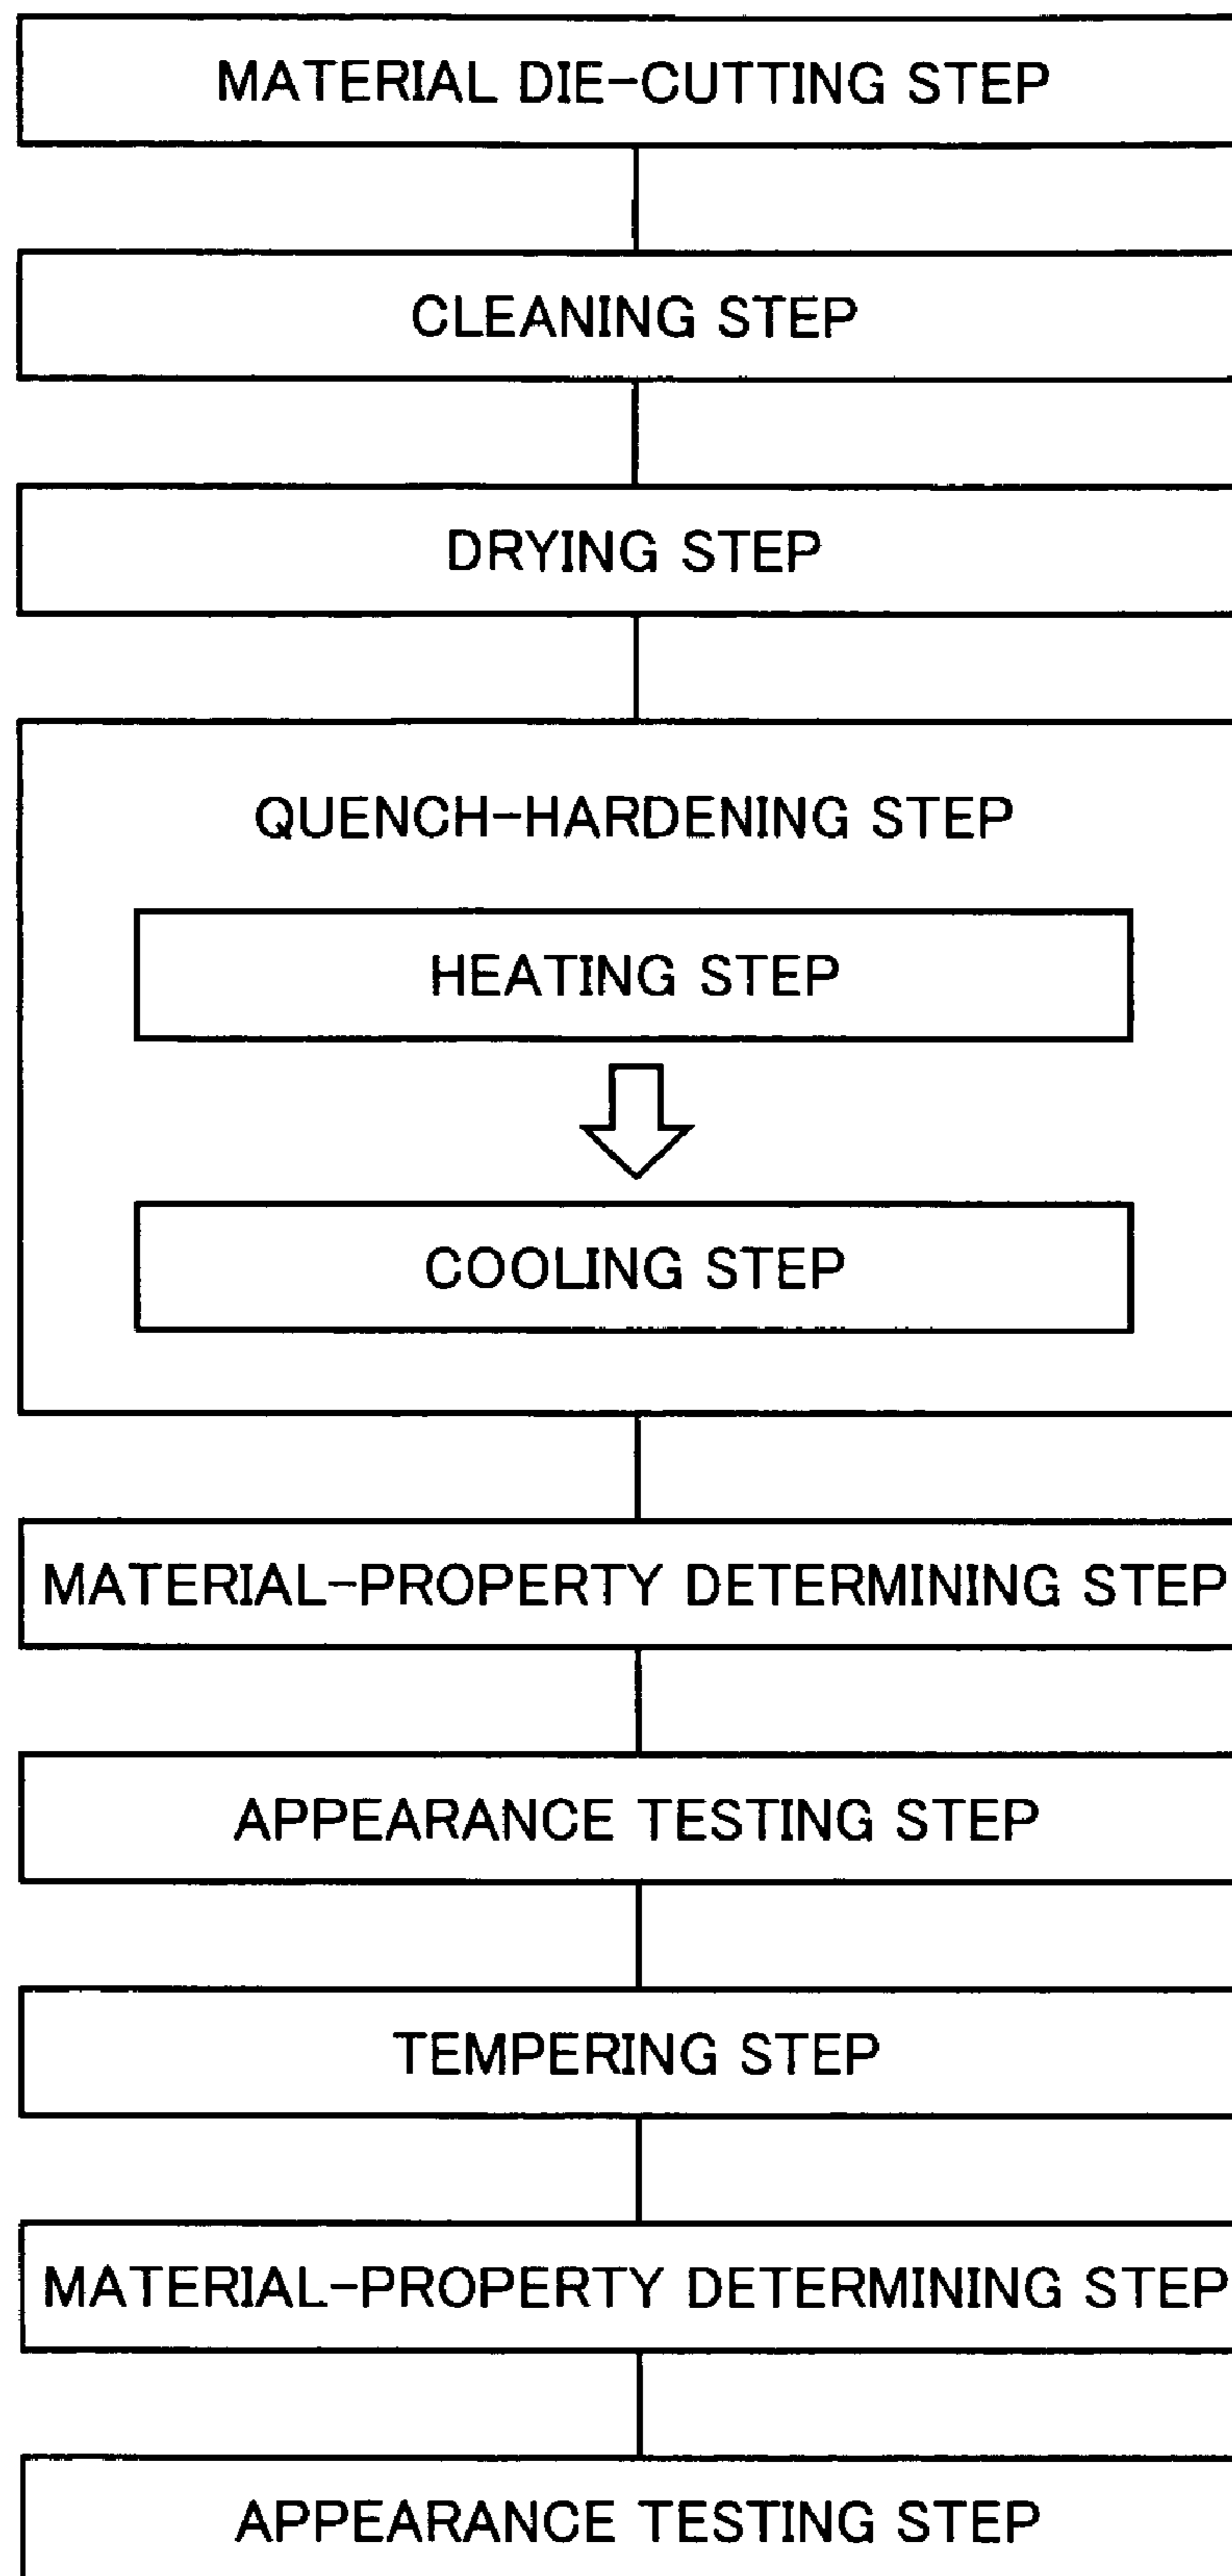 MATERIAL DIE-CUTTING STEP
CLEANING STEP
DRYING STEP
QUENCH-HARDENING STEP
HEATING STEP
COOLING STEP
MATERIAL-PROPERTY DETERMINING STEP
APPEARANCE TESTING STEP
TEMPERING STEP
MATERIAL-PROPERTY DETERMINING STEP
APPEARANCE TESTING STEP